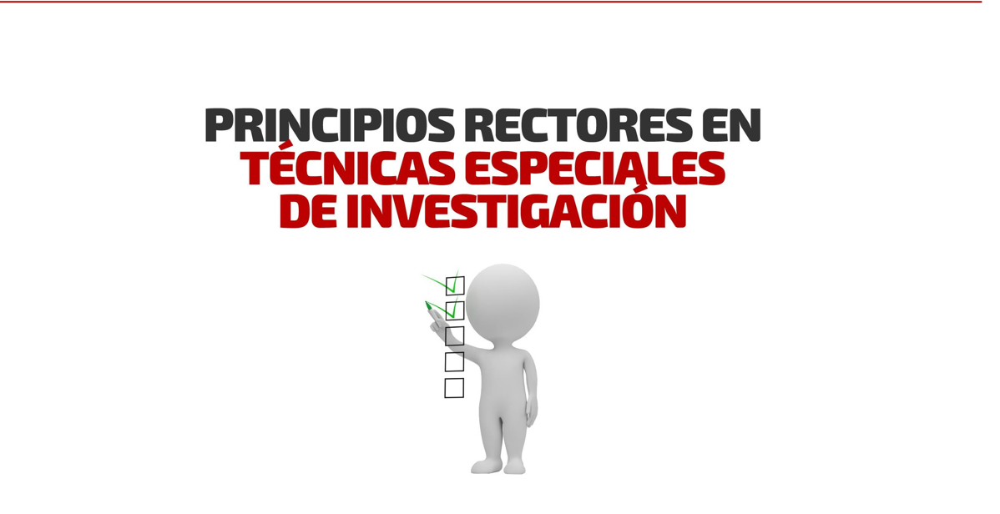 PRINCIPIOS RECTORES EN
TÉCNICAS ESPECIALES
DE INVESTIGACIÓN